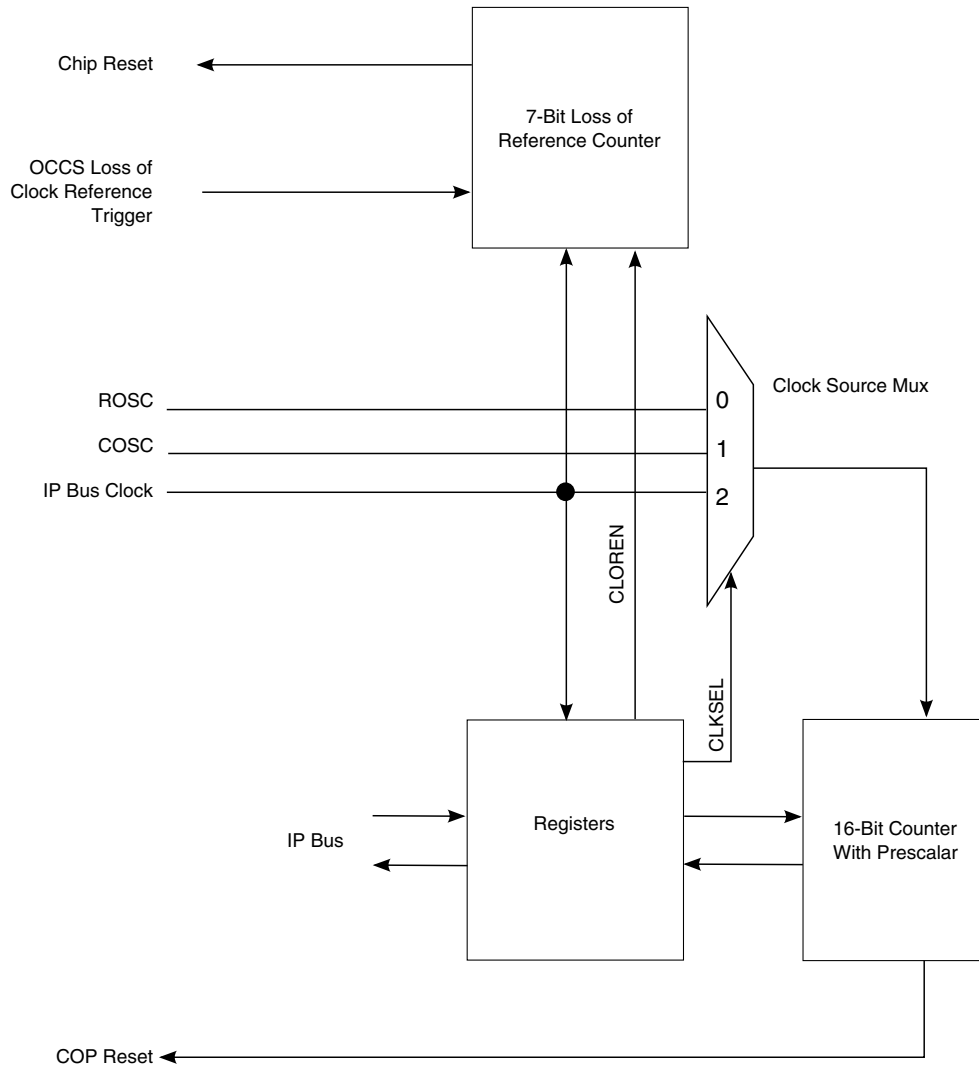 Chip Reset
7-Bit Loss of
Reference Counter
OCCS Loss of
Clock Reference
Trigger
ROSC
COSC
IP Bus Clock
0
1
2
Clock Source Mux
CLOREN
CLKSEL
IP Bus
Registers
16-Bit Counter
With Prescalar
COP Reset